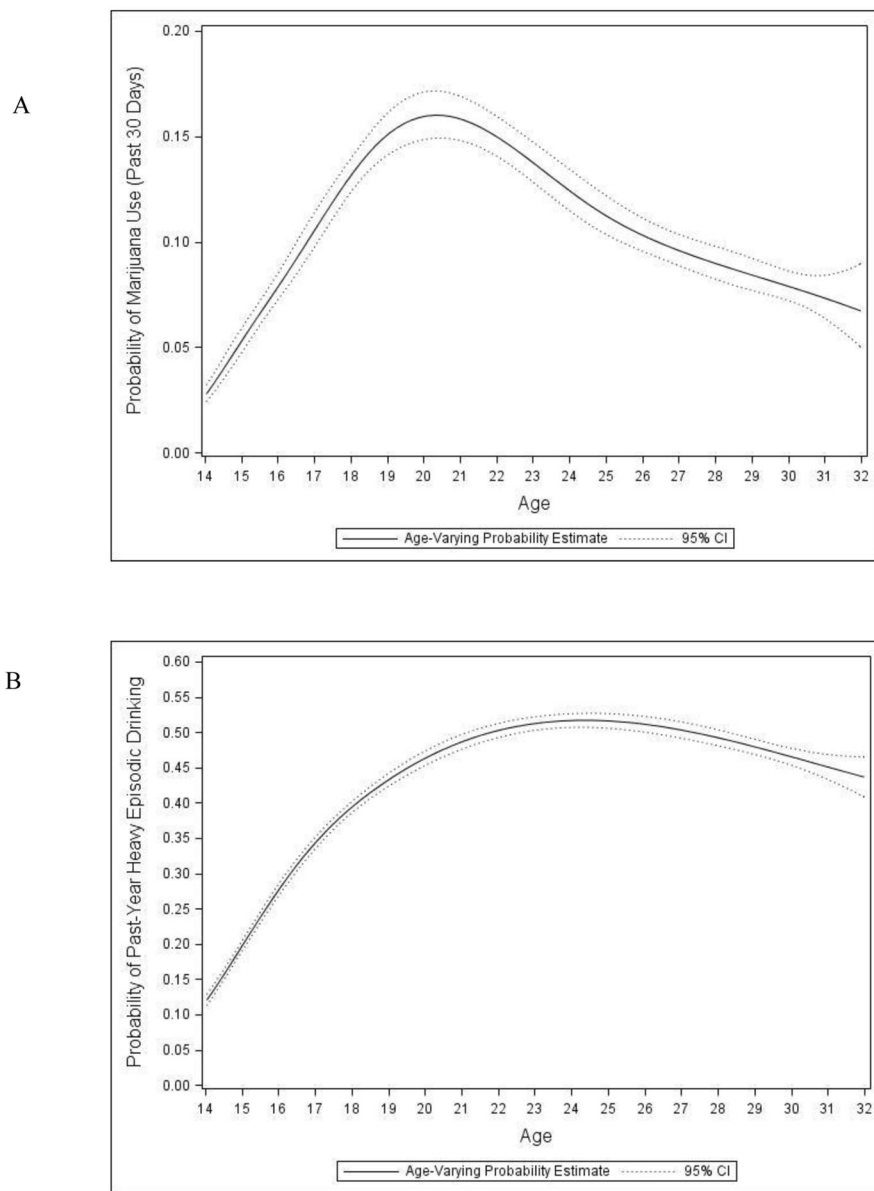 A
Probability of Marijuana Use (Past 30 Days)
0.20
0.15
0.10
0.05
0.00
14 15 16 17 18 19 20 21 22 23 24 25 26 27 28 29 30 31 32
Age
Age-Varying Probability Estimate 95% CI
B
Probability of Past-Year Heavy Episodic Drinking
0.60
0.55
0.50
0.45
0.40
0.35
0.30
0.25
0.20
0.15
0.10
0.05
0.00
14 15 16 17 18 19 20 21 22 23 24 25 26 27 28 29 30 31 32
Age
Age-Varying Probability Estimate 95% CI